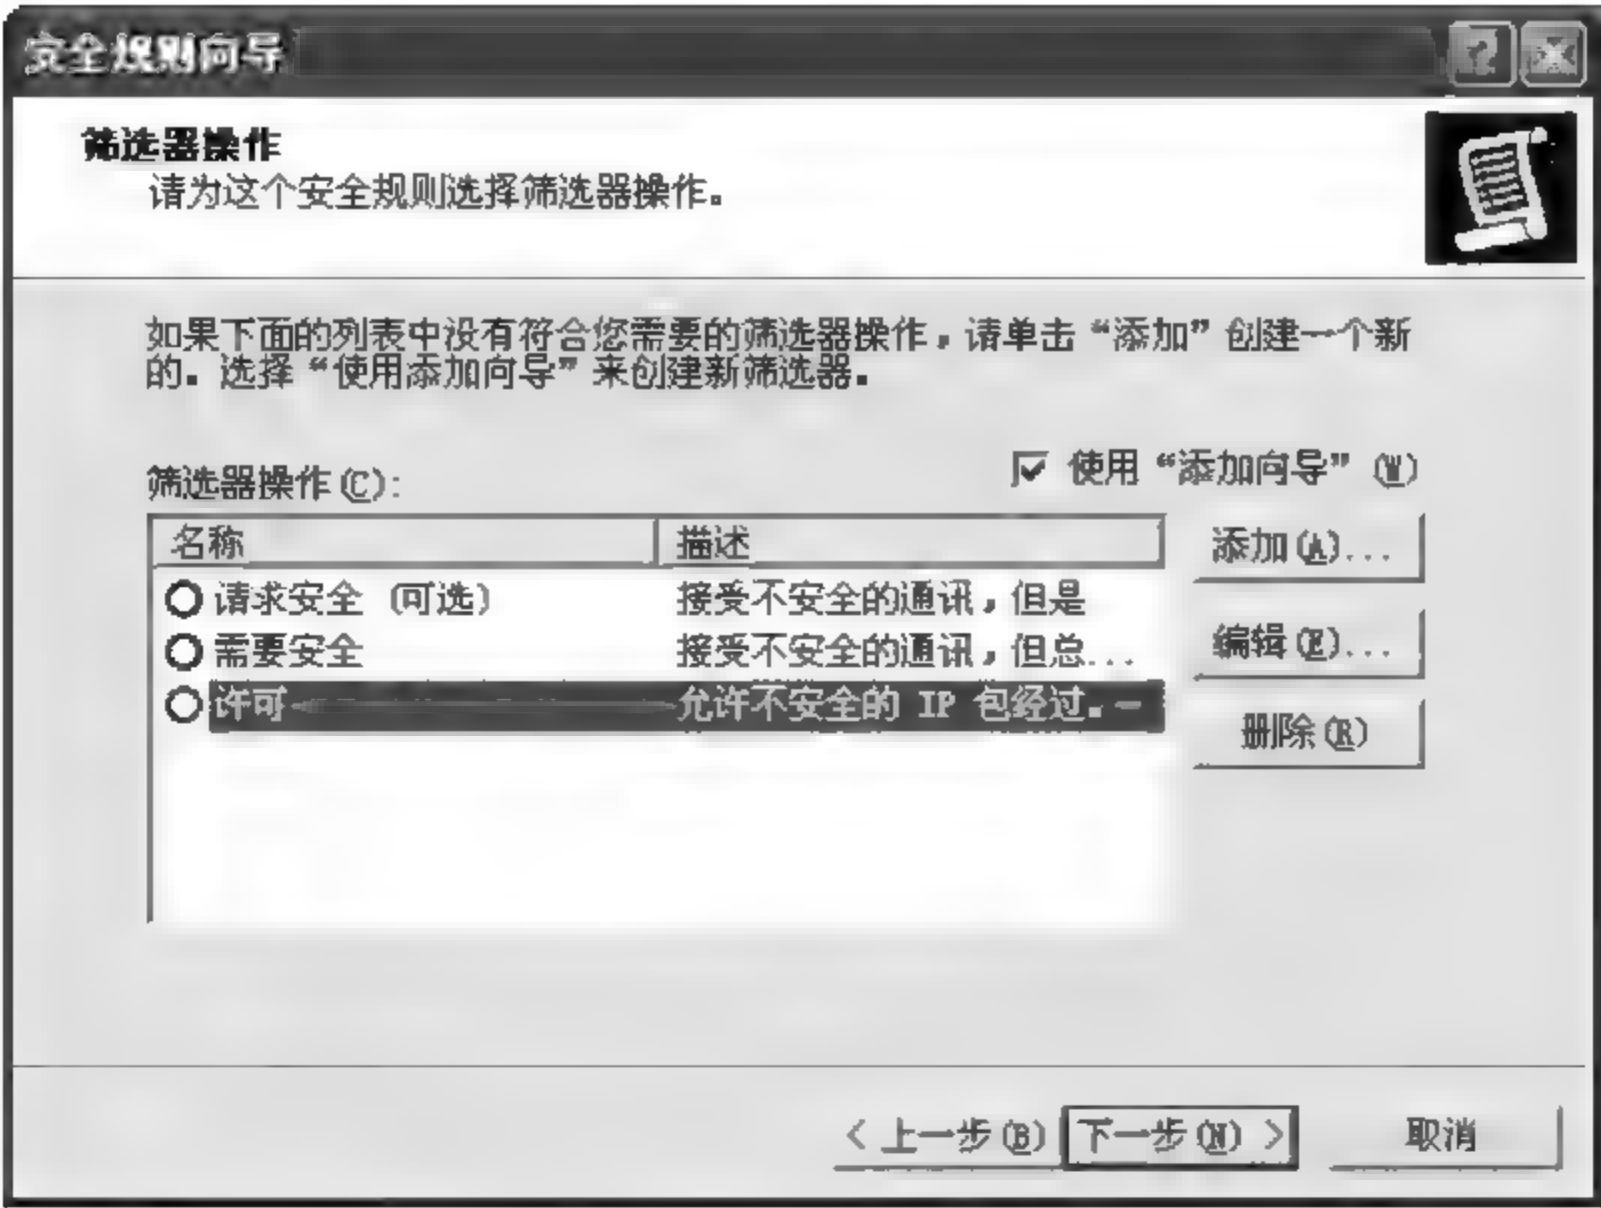 安全规则向导
筛选器操作
请为这个安全规则选择筛选器操作。
如果下面的列表中没有符合您需要的筛选器操作，请单击“添加”创建一个新
的。选择“使用添加向导”来创建新筛选器。
使用“添加向导”(W)
筛选器操作(C):
名称 描述
添加(A)...
请求安全 (可选) 接受不安全的通讯，但是
需要安全 接受不安全的通讯，但总...
编辑(E)...
许可 允许不安全的 IP 包经过。
删除(R)
< 上一步(B) 下一步(N) > 取消